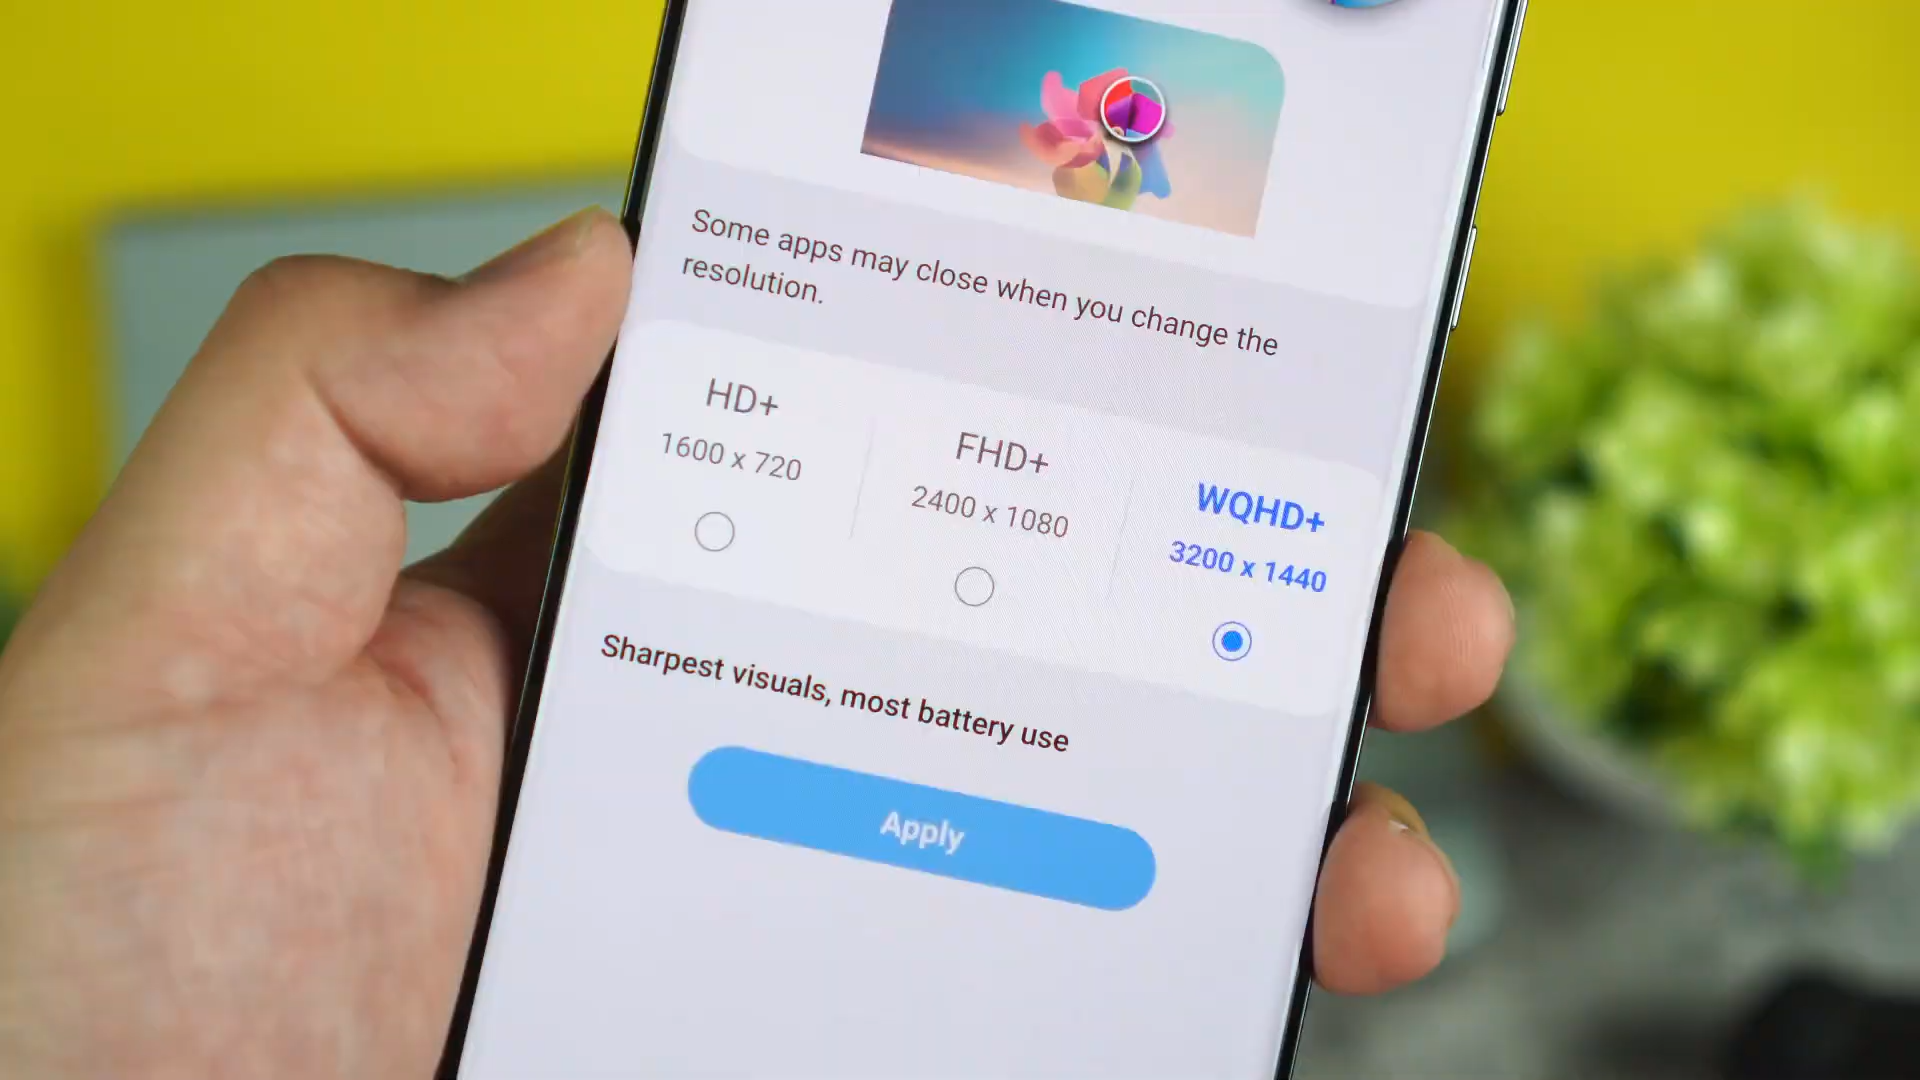 Some apps may close when you change the
resolution.
HD+
1600 x 720
FHD+
2400 x 1080
WQHD+
3200 x 1440
Sharpest visuals, most battery use
Apply